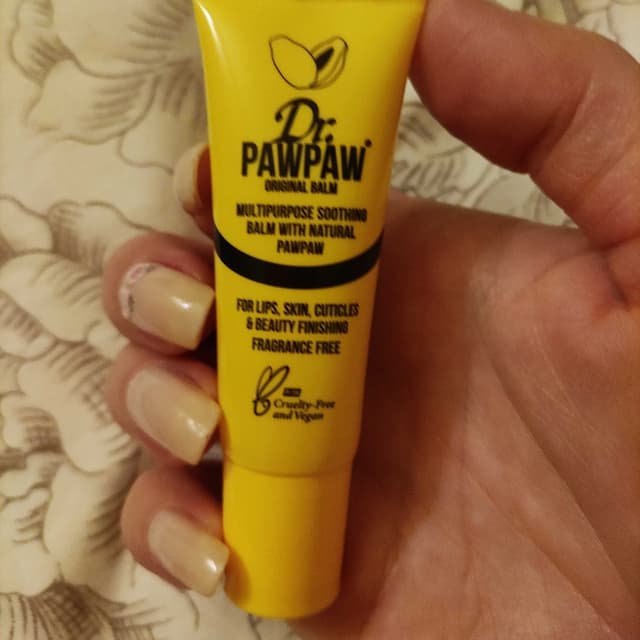 Dr.
PAWPAW
ORIGINAL BALM
MULTIPURPOSE SOOTHING
BALM WITH NATURAL
PAWPAW
FOR LIPS, SKIN, CUTICLES
& BEAUTY FINISHING
FRAGRANCE FREE
Cruelty-Free
and Vegan